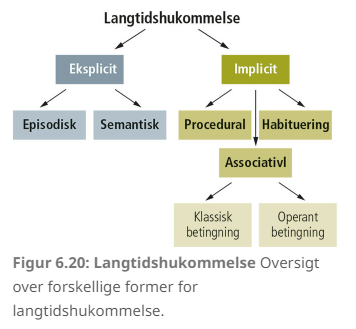 Langtidshukommelse
Eksplicit
Implicit
Episodisk
Semantisk
Procedural
Habituering
Associativl
Klassisk
betingning
Operant
betingning
Figur 6.20: Langtidshukommelse Oversigt
over forskellige former for
langtidshukommelse.